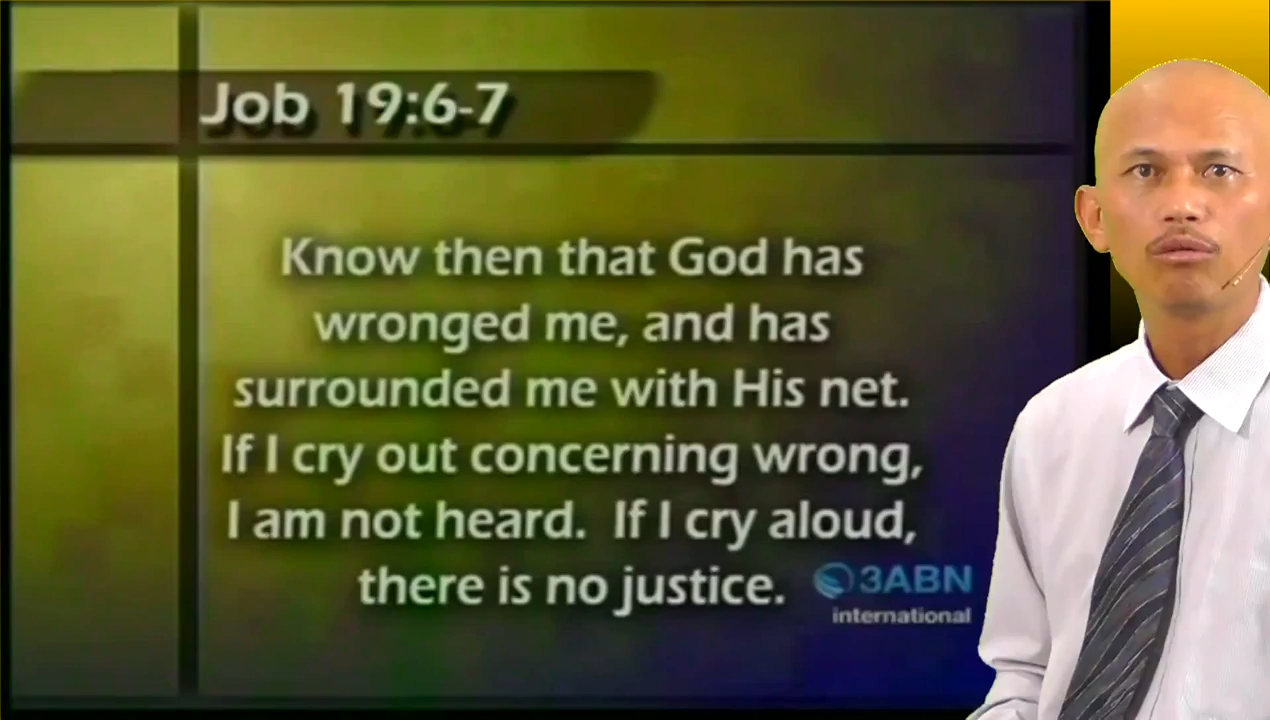 Job 19:6-7
Know then that God has
wronged me, and has
surrounded me with His net.
If I cry out concerning wrong,
I am not heard. If I cry aloud,
there is no justice.
3ABN
international